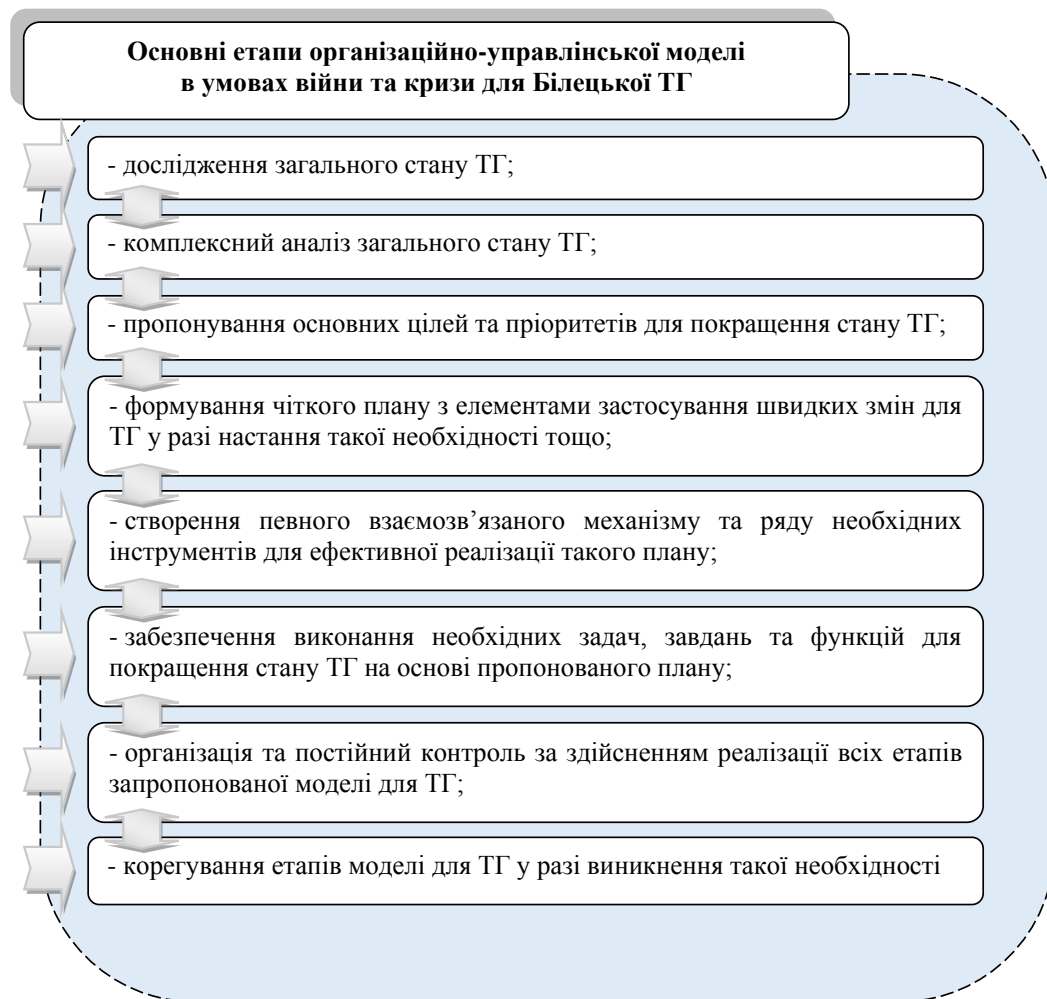 Основні етапи організаційно-управлінської моделі
в умовах війни та кризи для Білецької ТГ
- дослідження загального стану ТГ;
- комплексний аналіз загального стану ТГ;
- пропонування основних цілей та пріоритетів для покращення стану ТГ;
- формування чіткого плану з елементами застосування швидких змін для
ТГ у разі настання такої необхідності тощо;
- створення певного взаємозв’язаного механізму та ряду необхідних
інструментів для ефективної реалізації такого плану;
- забезпечення виконання необхідних задач, завдань та функцій для
покращення стану ТГ на основі пропонованого плану;
- організація та постійний контроль за здійсненням реалізації всіх етапів
запропонованої моделі для ТГ;
- корегування етапів моделі для ТГ у разі виникнення такої необхідності